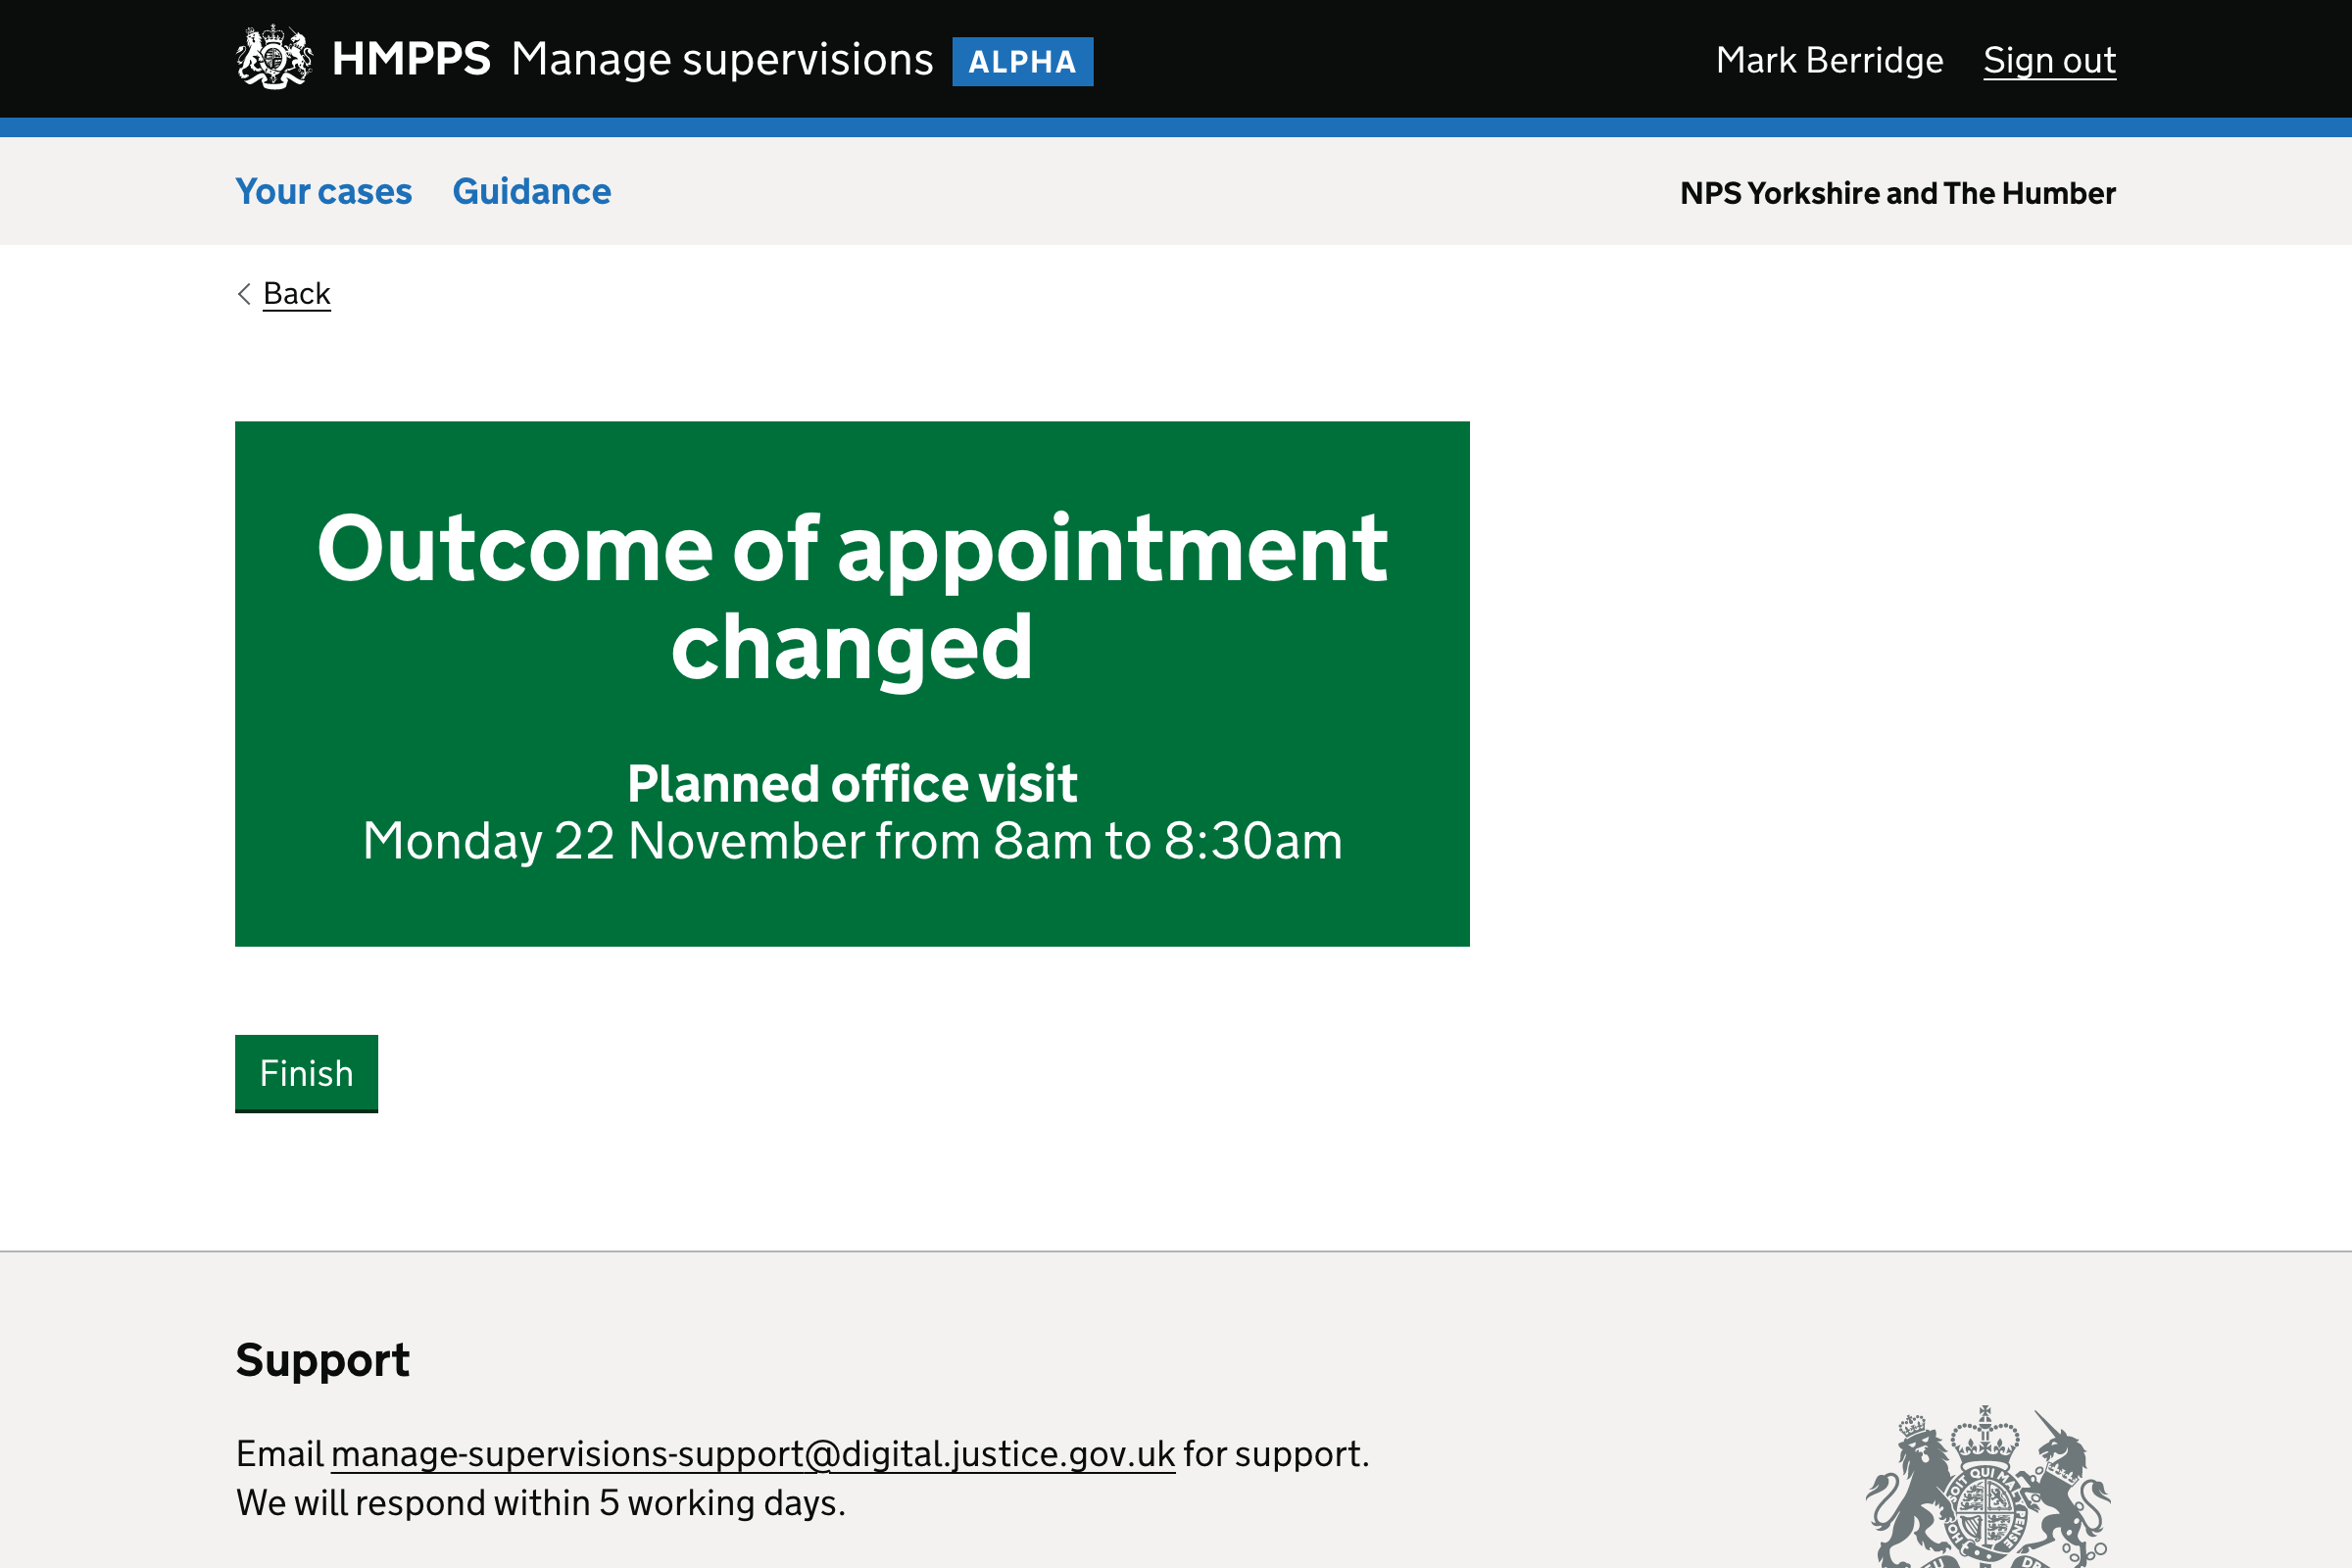 HMPPS Manage supervisions ALPHA
Mark Berridge Sign out
Your cases Guidance
NPS Yorkshire and The Humber
Back
Outcome of appointment
changed
Planned office visit
Monday 22 November from 8am to 8:30am
Finish
Support
Email manage-supervisions-support@digital.justice.gov.uk for support.
We will respond within 5 working days.